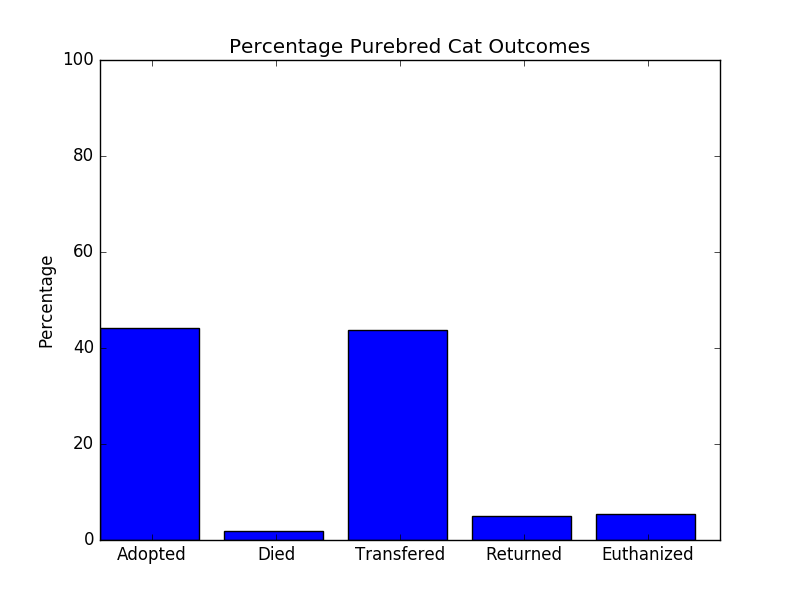 Percentage Purebred Cat Outcomes
100
80
60
40
20
0
Percentage
Adopted Died Transfered Returned Euthanized